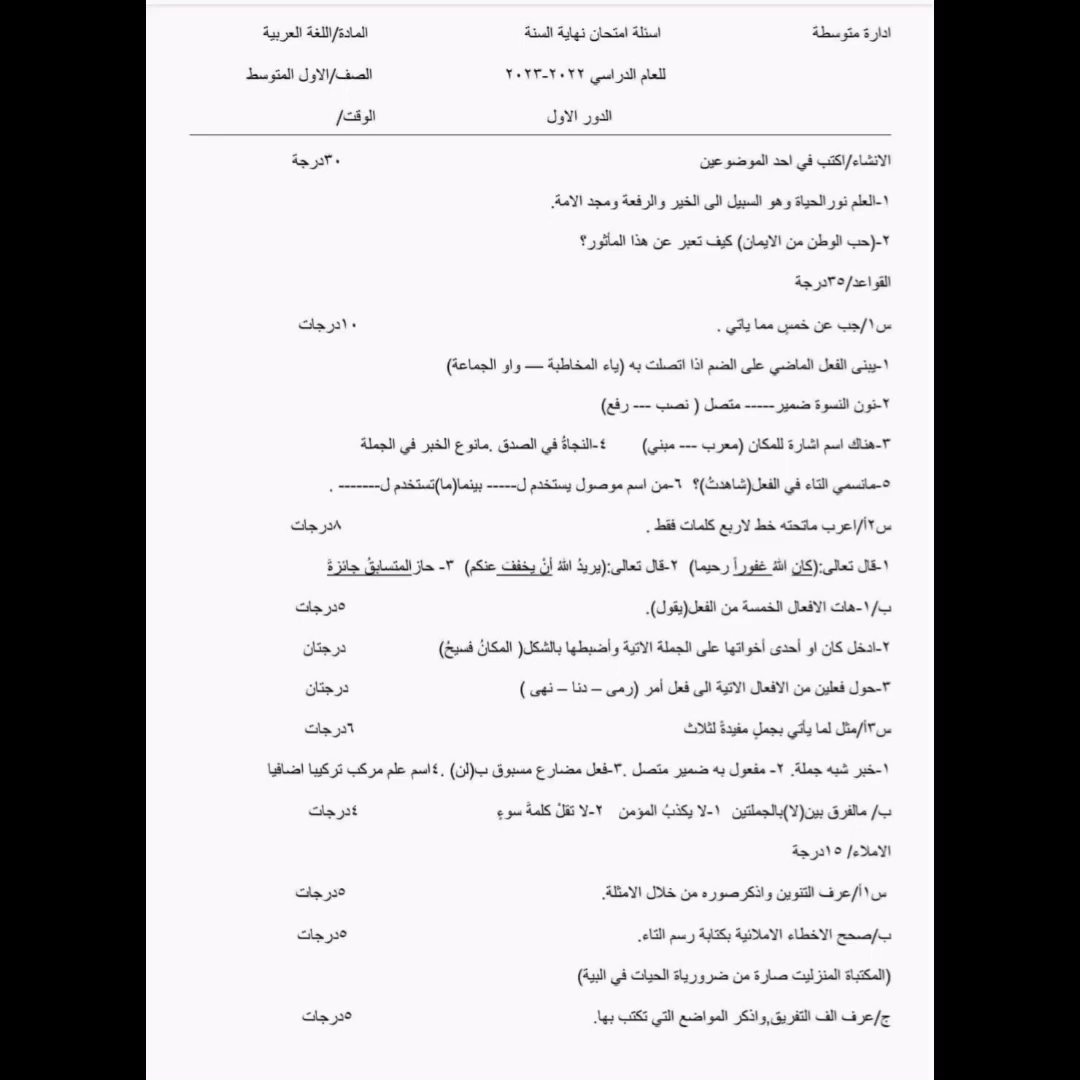 ادارة متوسطة اسئلة امتحان نهاية السنة المادة/اللغة العربية
للعام الدراسي ٢٠٢٢-٢٠٢٣ الصف/الاول المتوسط
الدور الاول الوقت/
الانشاء/اكتب في احد الموضوعين ٣٠درجة
١-العلم نورالحياة وهو السبيل الى الخير والرفعة ومجد الامة.
٢-(حب الوطن من الايمان) كيف تعبر عن هذا المأثور؟
القواعد/٣٥درجة
س١/جب عن خمسٍ مما ياتي . ١٠درجات
١-يبنى الفعل الماضي على الضم اذا اتصلت به (ياء المخاطبة — واو الجماعة)
٢-نون النسوة ضمير----- متصل ( نصب --- رفع)
٣-هناك اسم اشارة للمكان (معرب --- مبني) ٤-النجاةُ في الصدق .مانوع الخبر في الجملة
٥-مانسمي التاء في الفعل(شاهدتُ)؟ ٦-من اسم موصول يستخدم ل----- بينما(ما)تستخدم ل------- .
س٢أ/اعرب ماتحته خط لاربع كلمات فقط . ٨درجات
١-قال تعالى:(كان اللهُ غفوراً رحيما) ٢-قال تعالى:(يريدُ اللهُ أنْ يخففَ عنكم) ٣- حازالمتسابقُ جائزةً
ب/١-هات الافعال الخمسة من الفعل(يقول). ٥درجات
٢-ادخل كان او أحدى أخواتها على الجملة الاتية وأضبطها بالشكل( المكانُ فسيحُ) درجتان
٣-حول فعلين من الافعال الاتية الى فعل أمر (رمى – دنا – نهى ) درجتان
س٣أ/مثل لما يأتي بجملٍ مفيدةً لثلاث ٦درجات
١-خبر شبه جملة. ٢- مفعول به ضمير متصل .٣-فعل مضارع مسبوق ب(لن) .٤اسم علم مركب تركيبا اضافيا
ب/ مالفرق بين(لا)بالجملتين ١-لا يكذبُ المؤمن ٢-لا تقلْ كلمةَ سوءٍ ٤درجات
الاملاء/ ١٥درجة
س١أ/عرف التنوين واذكرصوره من خلال الامثلة. ٥درجات
ب/صحح الاخطاء الاملائية بكتابة رسم التاء. ٥درجات
(المكتباة المنزليت صارة من ضرورياة الحيات في البية)
ج/عرف الف التفريق,واذكر المواضع التي تكتب بها. ٥درجات